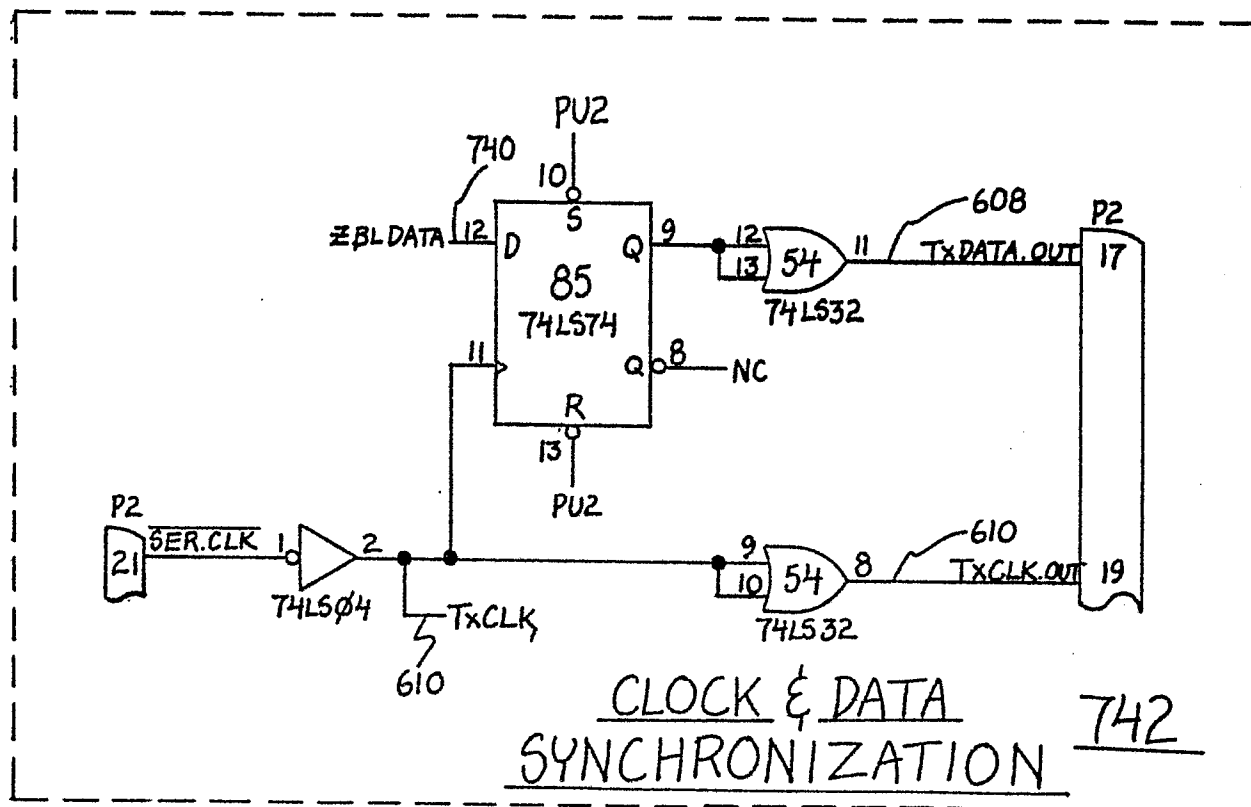 PU2
740
10
S
ZBLDATA 12 D
Q 9
12
13
54
11
74LS32
608
TxDATA.OUT
P2
17
85
74LS74
11
Q 8 NC
R
13
PU2
P2
21
SER.CLK
1
2
74LSØ4
TxCLK
610
9
10
54
8
74LS32
610
TXCLK.OUT
19
CLOCK & DATA
SYNCHRONIZATION
742